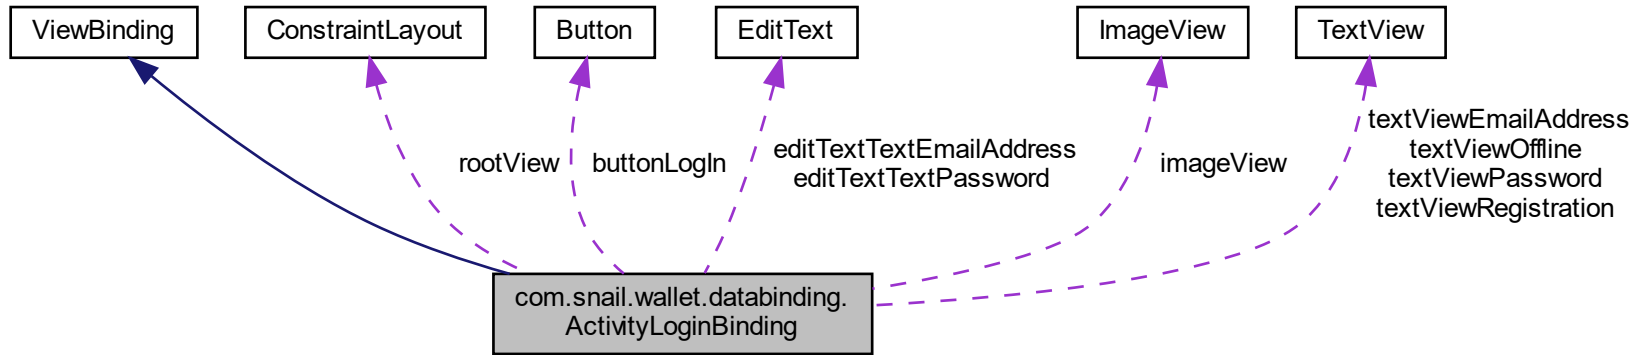 ViewBinding
ConstraintLayout
Button
EditText
ImageView
TextView
rootView
buttonLogIn
editTextTextEmailAddress
editTextTextPassword
imageView
textViewEmailAddress
textViewOffline
textViewPassword
textViewRegistration
com.snail.wallet.databinding.
ActivityLoginBinding